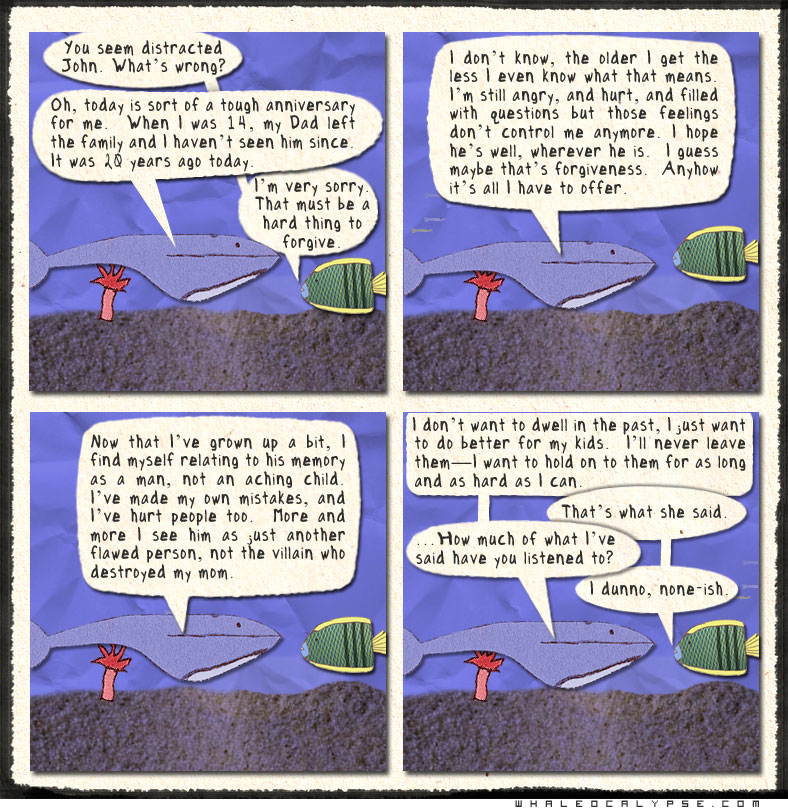 You seem distracted
John. What's wrong?
Oh, today is sort of a tough anniversary
for me. When I was 14, my Dad left
the family and I haven't seen him since.
It was 20 years ago today.
I'm very sorry.
That must be a
hard thing to
forgive.
I don't know, the older I get the
less I even know what that means.
I'm still angry, and hurt, and filled
with questions but those feelings
don't control me anymore. I hope
he's well, wherever he is. I guess
maybe that's forgiveness. Anyhow
it's all I have to offer.
Now that I've grown up a bit, I
find myself relating to his memory
as a man, not an aching child.
I've made my own mistakes, and
I've hurt people too. More and
more I see him as just another
flawed person, not the villain who
destroyed my mom.
I don't want to dwell in the past, I just want
to do better for my kids. I'll never leave
them—I want to hold on to them for as long
and as hard as I can.
That's what she said.
...How much of what I've
said have you listened to?
I dunno, none-ish.
WHALEOCALYPSE.COM